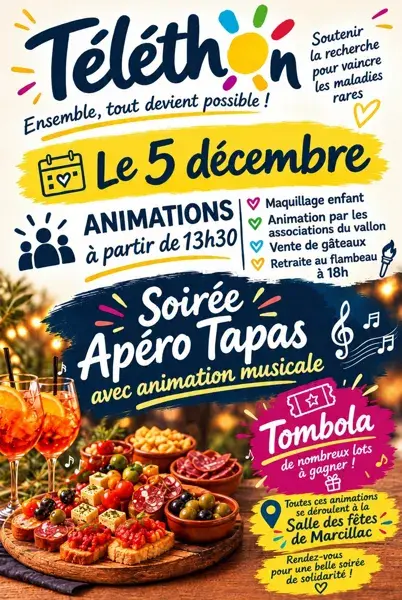 Téléthon
Ensemble, tout devient possible !
Soutenir
la recherche
pour vaincre
les maladies
rares
Le 5 décembre
ANIMATIONS
à partir de 13h30
Maquillage enfant
Animation par les
associations du vallon
Vente de gâteaux
Retraite au flambeau
à 18h
Soirée
Apéro Tapas
avec animation musicale
Tombola
de nombreux lots
à gagner !
Toutes ces animations
se déroulent à la
Salle des fêtes
de Marcillac
Rendez-vous
pour une belle soirée
de solidarité !